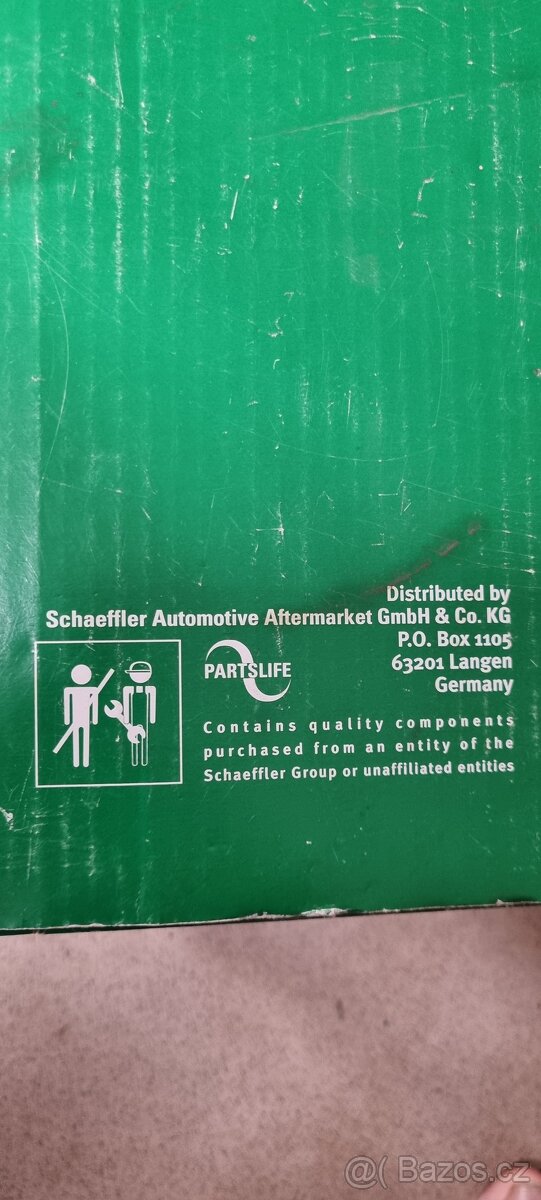 Distributed by
Schaeffler Automotive Aftermarket GmbH & Co. KG
P.O. Box 1105
63201 Langen
Germany
PARTSLIFE
Contains quality components
purchased from an entity of the
Schaeffler Group or unaffiliated entities
@( Bazos.cz